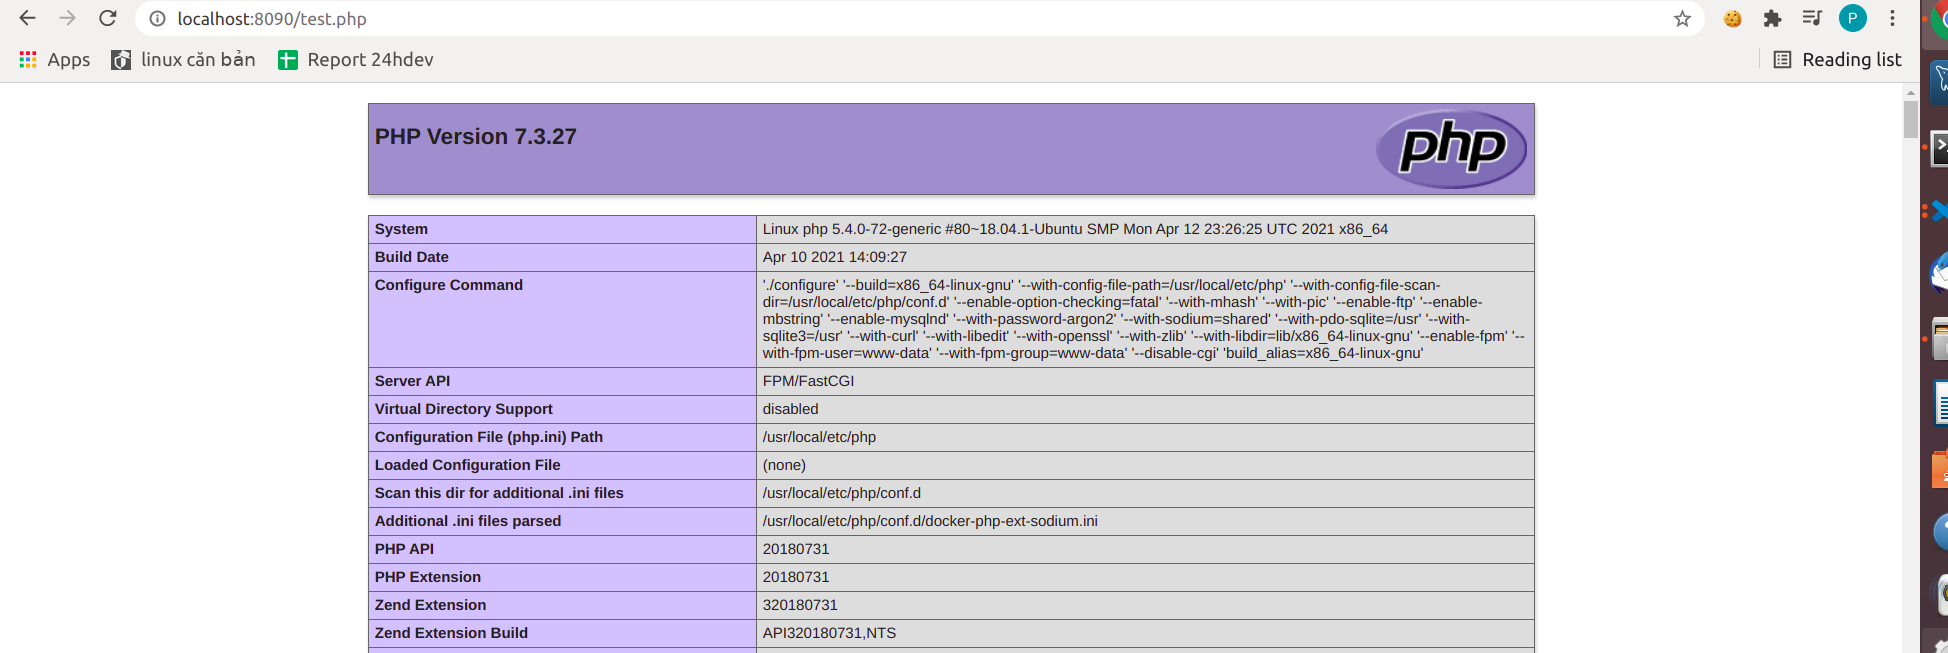 localhost:8090/test.php
P
Apps linux căn bản Report 24hdev Reading list
PHP Version 7.3.27
php
System Linux php 5.4.0-72-generic #80~18.04.1-Ubuntu SMP Mon Apr 12 23:26:25 UTC 2021 x86_64
Build Date Apr 10 2021 14:09:27
Configure Command './configure' '--build=x86_64-linux-gnu' '--with-config-file-path=/usr/local/etc/php' '--with-config-file-scan-
dir=/usr/local/etc/php/conf.d' '--enable-option-checking=fatal' '--with-mhash' '--with-pic' '--enable-ftp' '--enable-
mbstring' '--enable-mysqlnd' '--with-password-argon2' '--with-sodium=shared' '--with-pdo-sqlite=/usr' '--with-
sqlite3=/usr' '--with-curl' '--with-libedit' '--with-openssl' '--with-zlib' '--with-libdir=lib/x86_64-linux-gnu' '--enable-fpm' '--
with-fpm-user=www-data' '--with-fpm-group=www-data' '--disable-cgi' 'build_alias=x86_64-linux-gnu'
Server API FPM/FastCGI
Virtual Directory Support disabled
Configuration File (php.ini) Path /usr/local/etc/php
Loaded Configuration File (none)
Scan this dir for additional .ini files /usr/local/etc/php/conf.d
Additional .ini files parsed /usr/local/etc/php/conf.d/docker-php-ext-sodium.ini
PHP API 20180731
PHP Extension 20180731
Zend Extension 320180731
Zend Extension Build API320180731,NTS